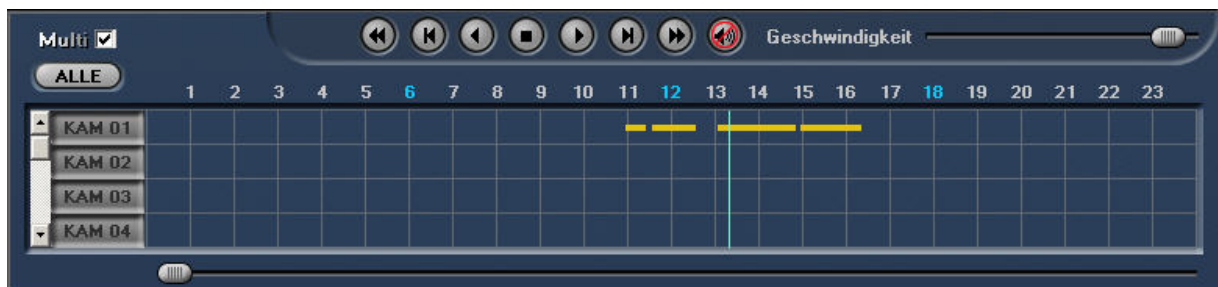 Multi
Geschwindigkeit
ALLE
1 2 3 4 5 6 7 8 9 10 11 12 13 14 15 16 17 18 19 20 21 22 23
KAM 01
KAM 02
KAM 03
KAM 04